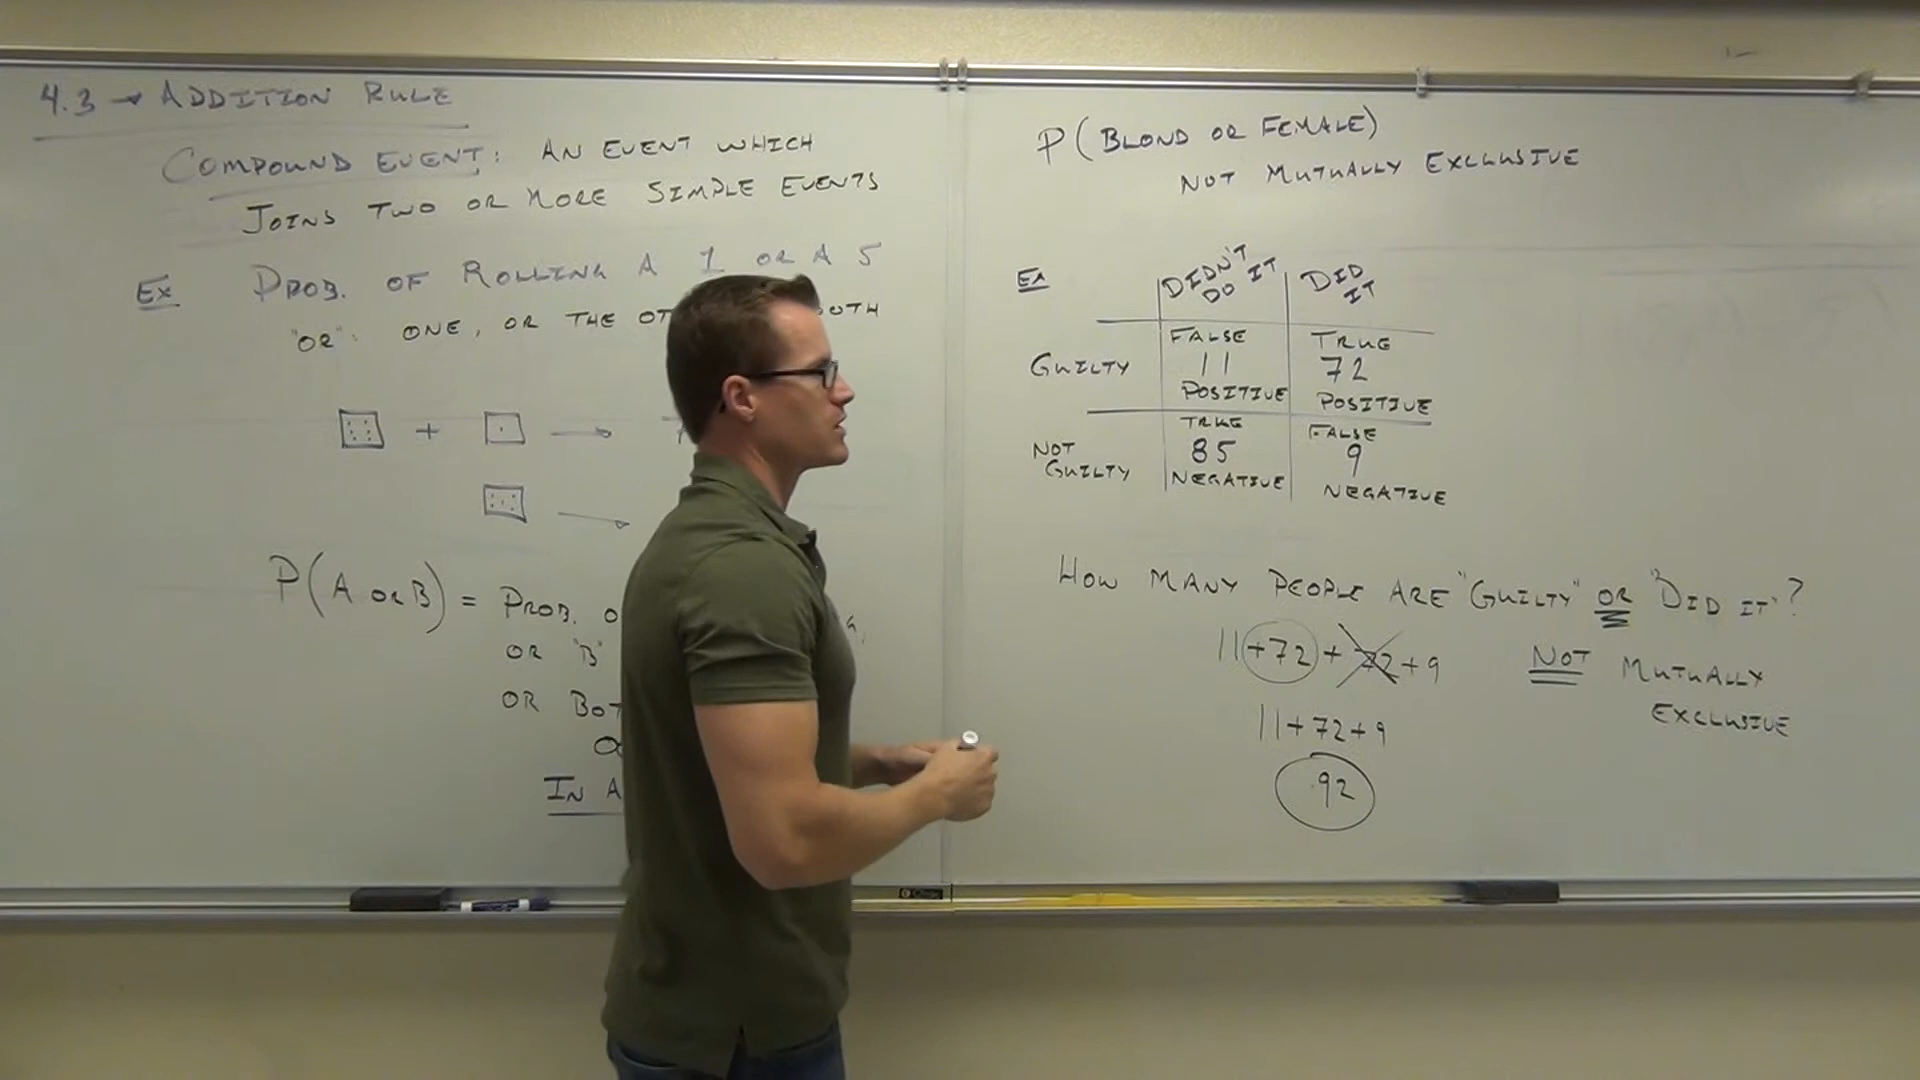 4.3 → ADDITION RULE
COMPOUND EVENT: AN EVENT WHICH
JOINS TWO OR MORE SIMPLE EVENTS
EX PROB. OF ROLLING A 1 OR A 5
"OR": ONE, OR THE
+ →
→
P(A OR B) = PROB.
OR "B"
OR
IN
P(BLOND OR FEMALE)
NOT MUTUALLY EXCLUSIVE
EX
DIDN'T DO IT DID IT
FALSE TRUE
GUILTY 11 72
POSITIVE POSITIVE
TRUE FALSE
NOT GUILTY 85 9
NEGATIVE NEGATIVE
HOW MANY PEOPLE ARE "GUILTY" OR "DID IT"?
11+72+72+9 NOT MUTUALLY
11+72+9 EXCLUSIVE
92